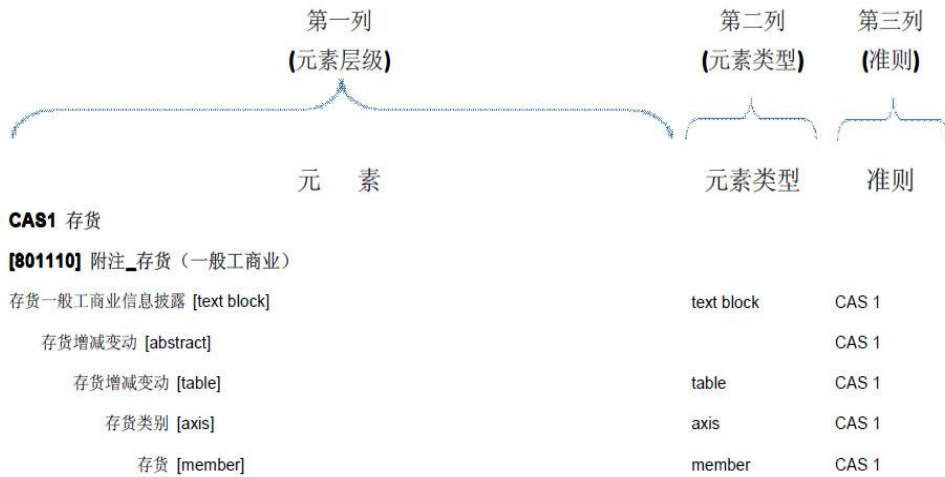 第一列 第二列 第三列
(元素层级) (元素类型) (准则)
元 素 元素类型 准则
CAS1 存货
[801110] 附注_存货（一般工商业）
存货一般工商业信息披露 [text block] text block CAS 1
存货增减变动 [abstract] CAS 1
存货增减变动 [table] table CAS 1
存货类别 [axis] axis CAS 1
存货 [member] member CAS 1